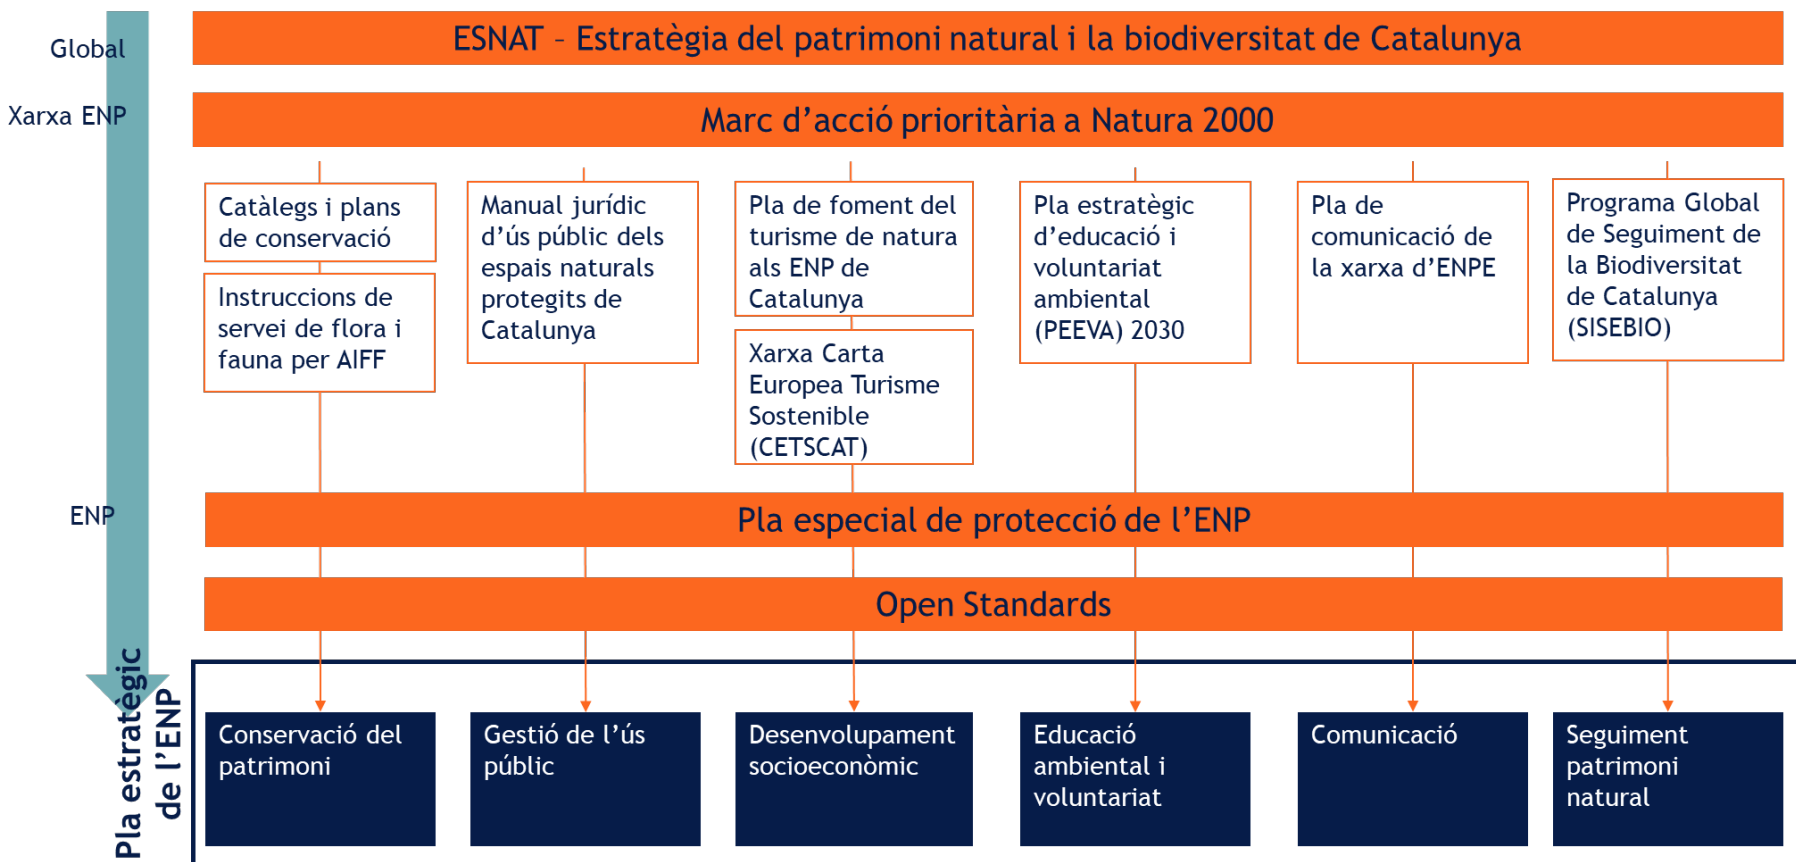 Global
ESNAT – Estratègia del patrimoni natural i la biodiversitat de Catalunya
Xarxa ENP
Marc d’acció prioritària a Natura 2000
Catàlegs i plans
de conservació
Instruccions de
servei de flora i
fauna per AIFF
Manual jurídic
d’ús públic dels
espais naturals
protegits de
Catalunya
Pla de foment del
turisme de natura
als ENP de
Catalunya
Xarxa Carta
Europea Turisme
Sostenible
(CETSCAT)
Pla estratègic
d’educació i
voluntariat
ambiental
(PEEVA) 2030
Pla de
comunicació de
la xarxa d’ENPE
Programa Global
de Seguiment de
la Biodiversitat
de Catalunya
(SISEBIO)
ENP
Pla especial de protecció de l’ENP
Open Standards
Pla estratègic
de l’ENP
Conservació del
patrimoni
Gestió de l’ús
públic
Desenvolupament
socioeconòmic
Educació
ambiental i
voluntariat
Comunicació
Seguiment
patrimoni
natural